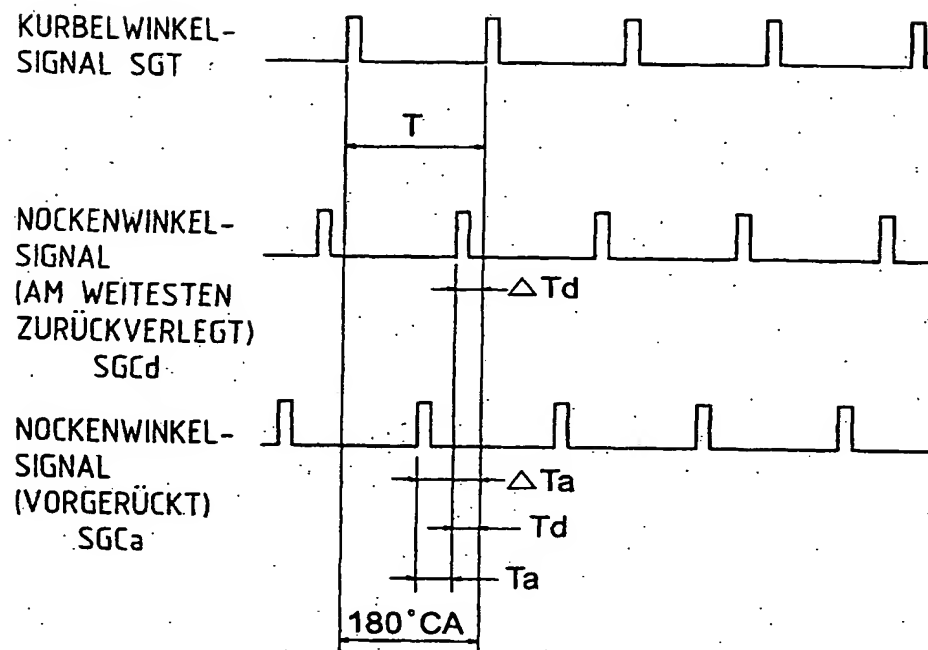 KURBELWINKEL-
SIGNAL SGT
T
NOCKENWINKEL-
SIGNAL
(AM WEITESTEN
ZURÜCKVERLEGT)
SGCd
△Td
NOCKENWINKEL-
SIGNAL
(VORGERÜCKT)
SGCa
△Ta
Td
Ta
180°CA